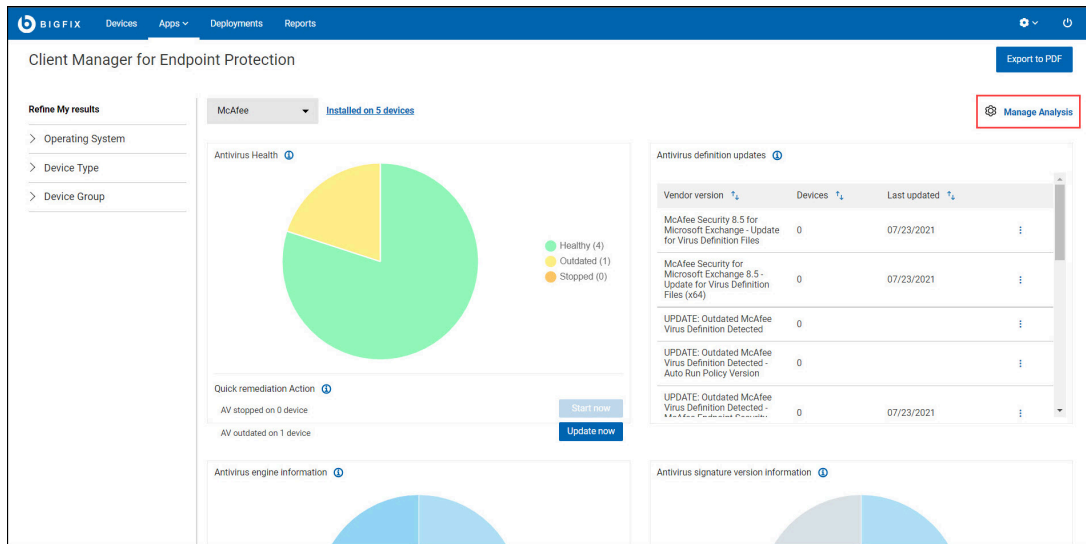 BIGFIX
Devices
Apps
Deployments
Reports
Client Manager for Endpoint Protection
Export to PDF
Refine My results
Operating System
Device Type
Device Group
McAfee
Installed on 5 devices
Manage Analysis
Antivirus Health
Healthy (4)
Outdated (1)
Stopped (0)
Quick remediation Action
AV stopped on 0 device
Start now
AV outdated on 1 device
Update now
Antivirus definition updates
Vendor version
Devices
Last updated
McAfee Security 8.5 for
Microsoft Exchange - Update
for Virus Definition Files
0
07/23/2021
McAfee Security for
Microsoft Exchange 8.5 -
Update for Virus Definition
Files (x64)
0
07/23/2021
UPDATE: Outdated McAfee
Virus Definition Detected
0
UPDATE: Outdated McAfee
Virus Definition Detected -
Auto Run Policy Version
0
UPDATE: Outdated McAfee
Virus Definition Detected -
McAfee Endpoint Security
0
07/23/2021
Antivirus engine information
Antivirus signature version information